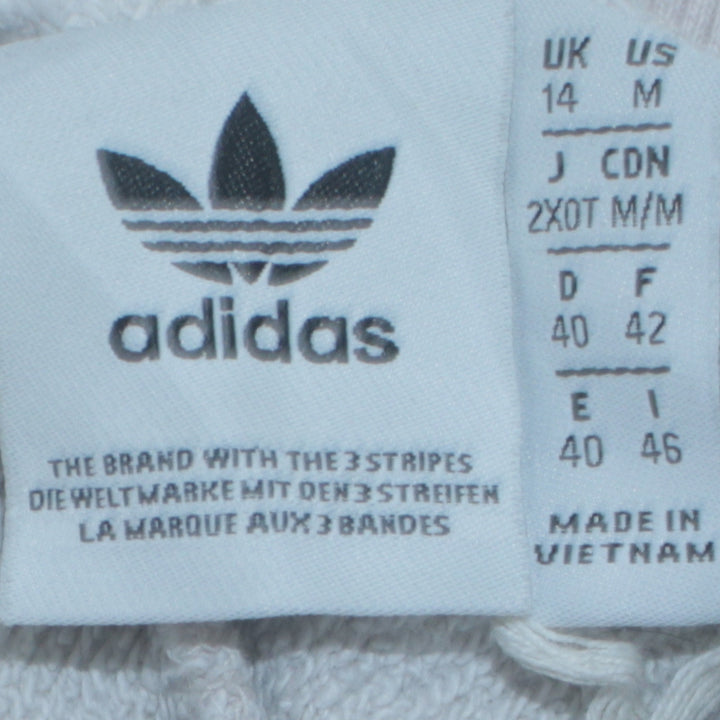 adidas
THE BRAND WITH THE 3 STRIPES
DIE WELTMARKE MIT DEN 3 STREIFEN
LA MARQUE AUX 3 BANDES
UK US
14 M
J CDN
2XOT M/M
D F
40 42
E I
40 46
MADE IN
VIETNAM